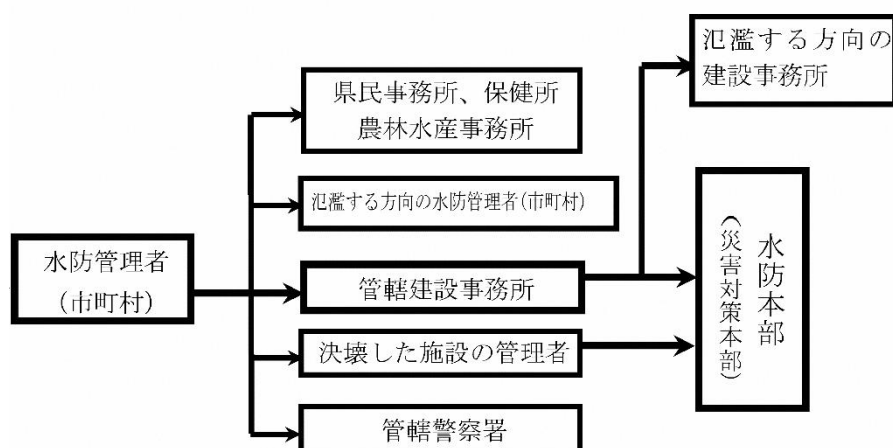 氾濫する方向の
建設事務所
県民事務所、保健所
農林水産事務所
氾濫する方向の水防管理者(市町村)
水防管理者
(市町村)
管轄建設事務所
水防本部
(災害対策本部)
決壊した施設の管理者
管轄警察署